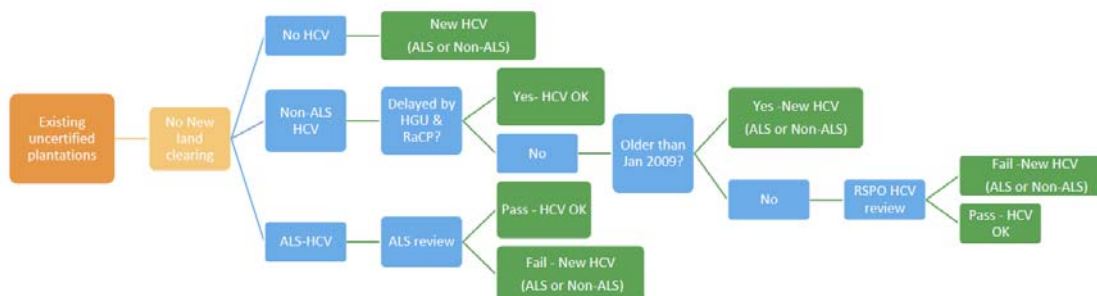 Existing
uncertified
plantations
No New
land
clearing
No HCV
New HCV
(ALS or Non-ALS)
Non-ALS
HCV
Delayed by
HGU &
RaCP?
Yes- HCV OK
No
Older than
Jan 2009?
Yes -New HCV
(ALS or Non-ALS)
No
RSPO HCV
review
Fail -New HCV
(ALS or Non-ALS)
Pass - HCV
OK
ALS-HCV
ALS review
Pass - HCV OK
Fail - New HCV
(ALS or Non-ALS)